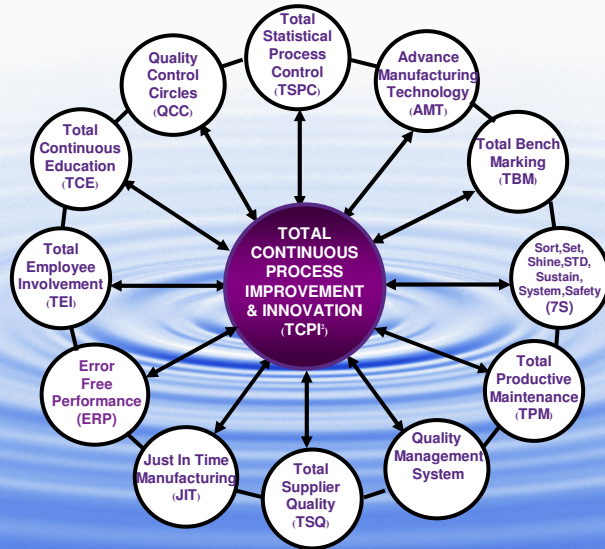 Total
Statistical
Process
Control
(TSPC)
Advance
Manufacturing
Technology
(AMT)
Total Bench
Marking
(TBM)
Sort,Set,
Shine,STD,
Sustain,
System,Safety
(7S)
Total
Productive
Maintenance
(TPM)
Quality
Management
System
Total
Supplier
Quality
(TSQ)
Just In Time
Manufacturing
(JIT)
Error
Free
Performance
(ERP)
Total
Employee
Involvement
(TEI)
Total
Continuous
Education
(TCE)
Quality
Control
Circles
(QCC)
TOTAL
CONTINUOUS
PROCESS
IMPROVEMENT
& INNOVATION
(TCPI²)